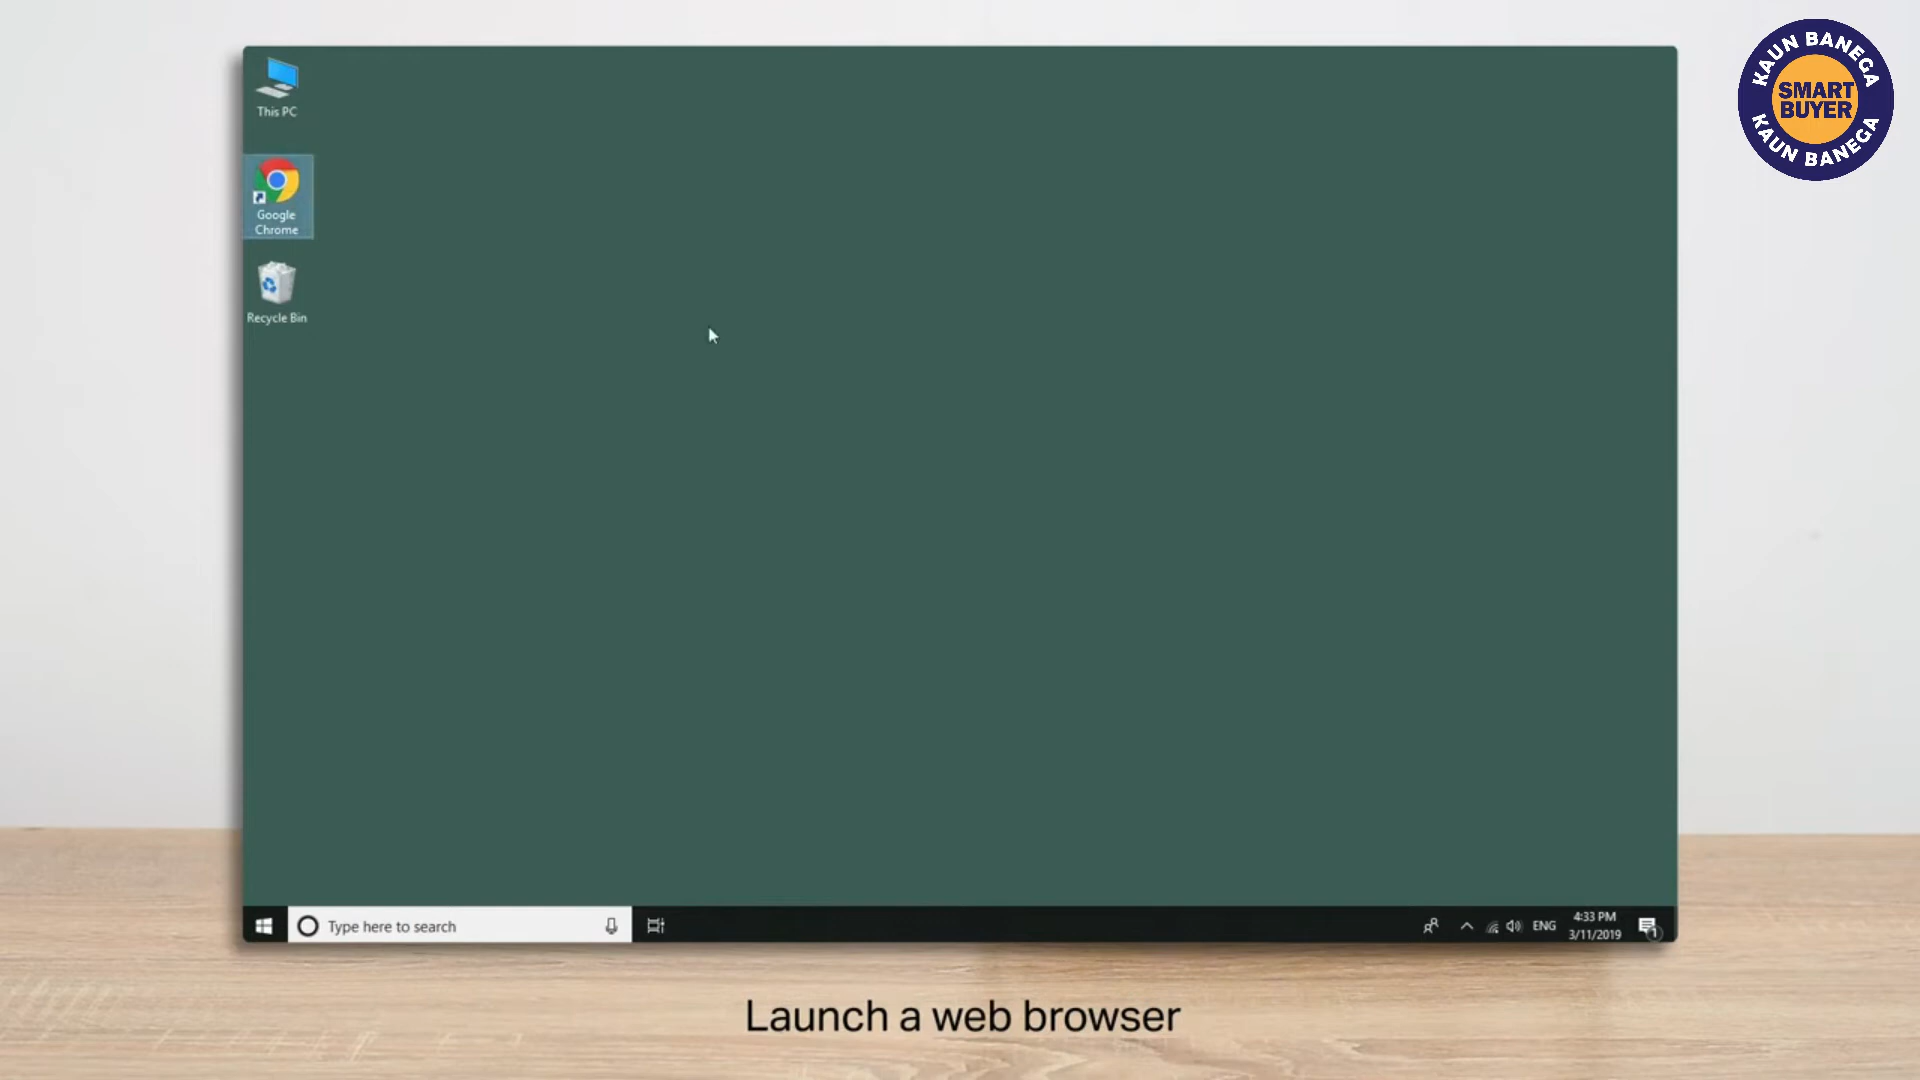 KAUN BANEGA
SMART
BUYER
KAUN BANEGA
This PC
Google
Chrome
Recycle Bin
Type here to search
ENG
4:33 PM
3/11/2019
1
Launch a web browser